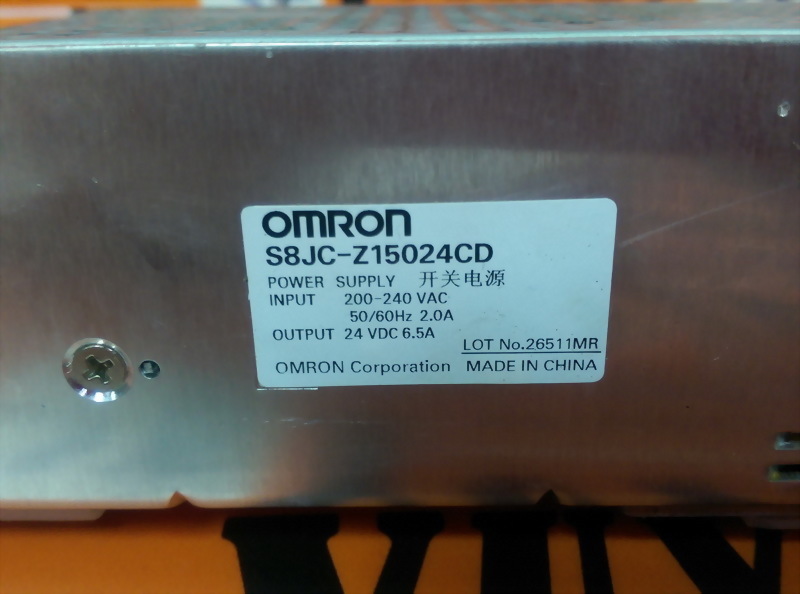 OMRON
S8JC-Z15024CD
POWER SUPPLY 开关电源
INPUT 200-240 VAC
50/60Hz 2.0A
OUTPUT 24 VDC 6.5A
LOT No.26511MR
OMRON Corporation MADE IN CHINA